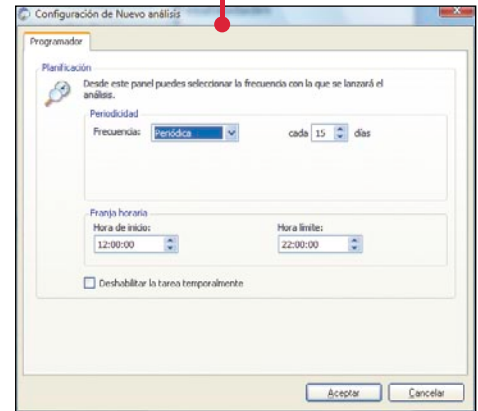 Configuración de Nuevo análisis
Programador
Planificación
Desde este panel puedes seleccionar la frecuencia con la que se lanzará el
análisis.
Periodicidad
Frecuencia: Periódica cada 15 días
Franja horaria
Hora de inicio: Hora límite:
12:00:00 22:00:00
Deshabilitar la tarea temporalmente
Aceptar Cancelar